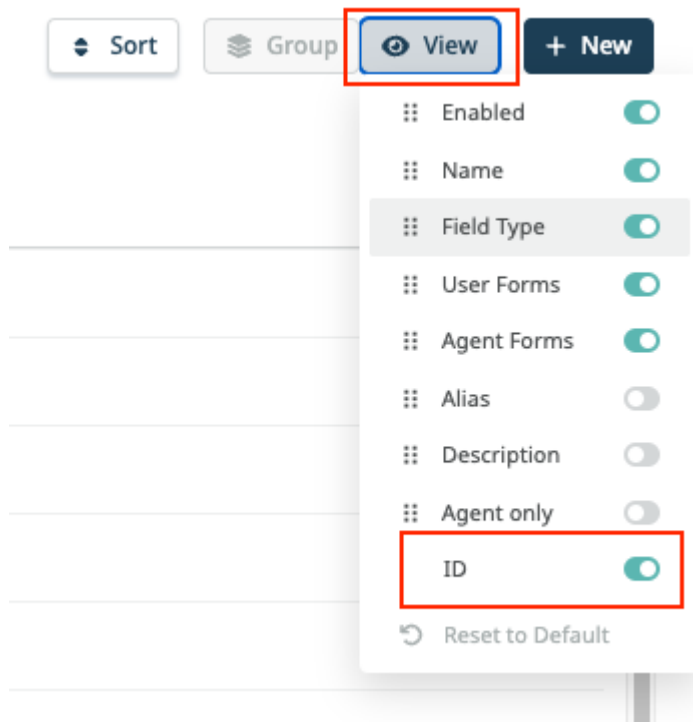 Sort Group View + New
Enabled
Name
Field Type
User Forms
Agent Forms
Alias
Description
Agent only
ID
Reset to Default